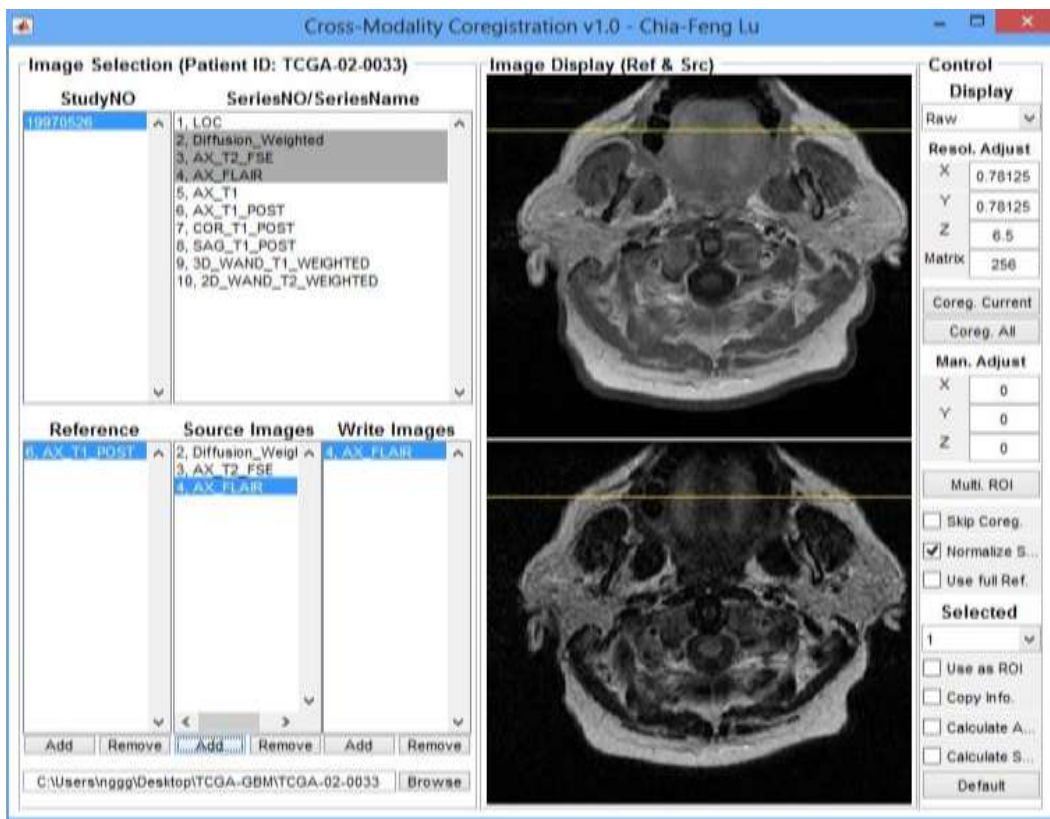 Cross-Modality Coregistration v1.0 - Chia-Feng Lu
Image Selection (Patient ID: TCGA-02-0033)
StudyNO
SeriesNO/SeriesName
19970526
1, LOC
2, Diffusion_Weighted
3, AX_T2_FSE
4, AX_FLAIR
5, AX_T1
6, AX_T1_POST
7, COR_T1_POST
8, SAG_T1_POST
9, 3D_WAND_T1_WEIGHTED
10, 2D_WAND_T2_WEIGHTED
Reference
Source Images
Write Images
6, AX_T1_POST
2, Diffusion_Weigl
3, AX_T2_FSE
4, AX_FLAIR
4, AX_FLAIR
Add
Remove
Add
Remove
Add
Remove
C:\Users\nggg\Desktop\TCGA-GBM\TCGA-02-0033
Browse
Image Display (Ref & Src)
Control
Display
Raw
Resol. Adjust
X 0.78125
Y 0.78125
Z 6.5
Matrix 256
Coreg. Current
Coreg. All
Man. Adjust
X 0
Y 0
Z 0
Multi. ROI
Skip Coreg.
Normalize S...
Use full Ref.
Selected
1
Use as ROI
Copy Info.
Calculate A...
Calculate S...
Default